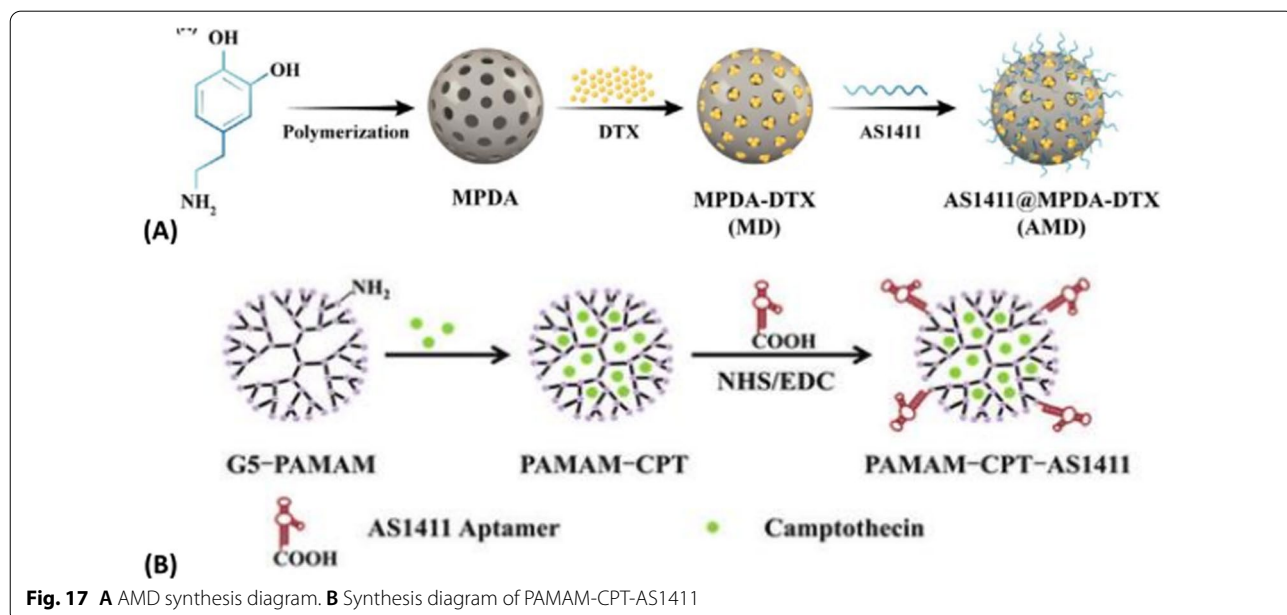 OH
OH
NH₂
Polymerization
DTX
AS1411
MPDA
MPDA-DTX
(MD)
AS1411@MPDA-DTX
(AMD)
(A)
NH₂
COOH
NHS/EDC
G5-PAMAM
PAMAM-CPT
PAMAM-CPT-AS1411
AS1411 Aptamer
COOH
Camptothecin
(B)
Fig. 17 A AMD synthesis diagram. B Synthesis diagram of PAMAM-CPT-AS1411